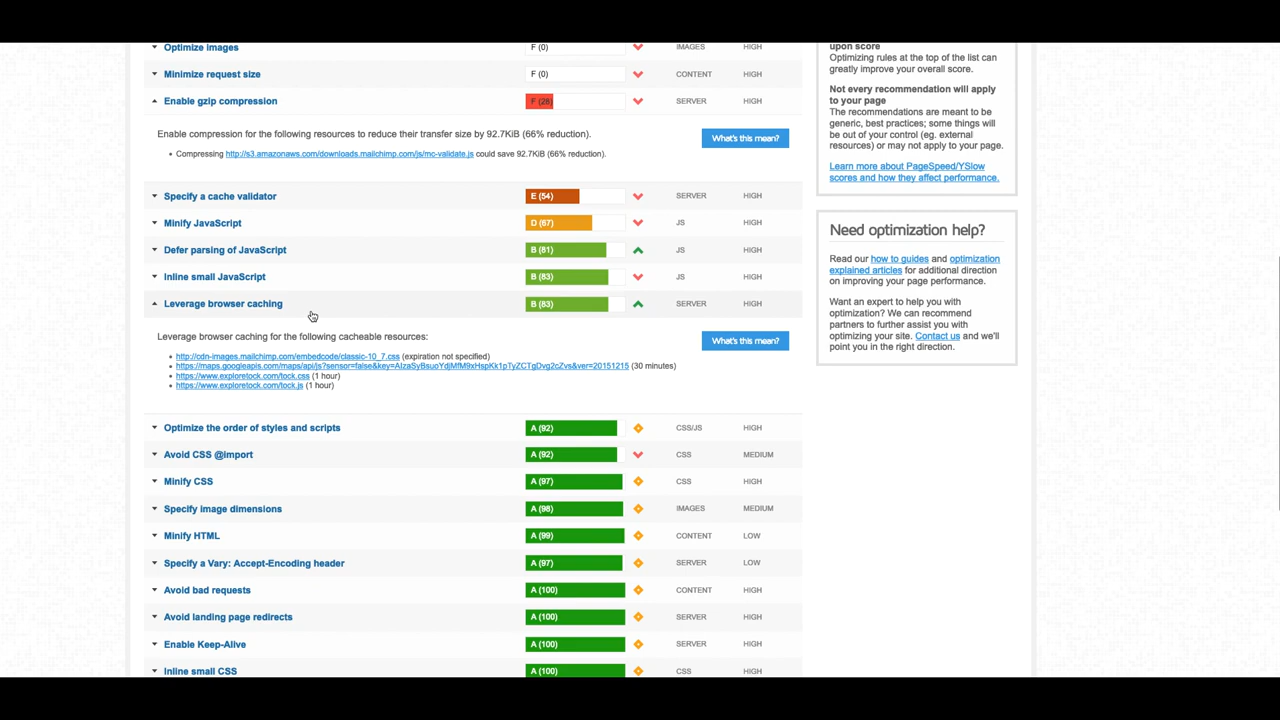 Optimize images F (0) IMAGES HIGH
Minimize request size F (0) CONTENT HIGH
Enable gzip compression F (28) SERVER HIGH
Enable compression for the following resources to reduce their transfer size by 92.7KiB (66% reduction). What's this mean?
• Compressing http://s3.amazonaws.com/downloads.mailchimp.com/js/mc-validate.js could save 92.7KiB (66% reduction).
Specify a cache validator E (54) SERVER HIGH
Minify JavaScript D (67) JS HIGH
Defer parsing of JavaScript B (81) JS HIGH
Inline small JavaScript B (83) JS HIGH
Leverage browser caching B (83) SERVER HIGH
Leverage browser caching for the following cacheable resources: What's this mean?
• http://cdn-images.mailchimp.com/embedcode/classic-10_7.css (expiration not specified)
• https://maps.googleapis.com/maps/api/js?sensor=false&key=AIzaSyBsuoYdjMfM9xHspKk1pTyZCTgDvg2cZvs&ver=20151215 (30 minutes)
• https://www.exploretock.com/tock.css (1 hour)
• https://www.exploretock.com/tock.js (1 hour)
Optimize the order of styles and scripts A (92) CSS/JS HIGH
Avoid CSS @import A (92) CSS MEDIUM
Minify CSS A (97) CSS HIGH
Specify image dimensions A (98) IMAGES MEDIUM
Minify HTML A (99) CONTENT LOW
Specify a Vary: Accept-Encoding header A (97) SERVER LOW
Avoid bad requests A (100) CONTENT HIGH
Avoid landing page redirects A (100) SERVER HIGH
Enable Keep-Alive A (100) SERVER HIGH
Inline small CSS A (100) CSS HIGH
upon score
Optimizing rules at the top of the list can
greatly improve your overall score.
Not every recommendation will apply
to your page
The recommendations are meant to be
generic, best practices; some things will
be out of your control (eg. external
resources) or may not apply to your page.
Learn more about PageSpeed/YSlow
scores and how they affect performance.
Need optimization help?
Read our how to guides and optimization
explained articles for additional direction
on improving your page performance.
Want an expert to help you with
optimization? We can recommend
partners to further assist you with
optimizing your site. Contact us and we'll
point you in the right direction.